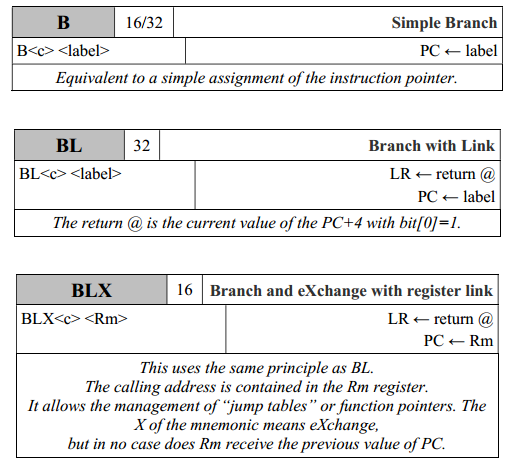 B 16/32 Simple Branch
B<c> <label> PC ← label
Equivalent to a simple assignment of the instruction pointer.
BL 32 Branch with Link
BL<c> <label> LR ← return @
PC ← label
The return @ is the current value of the PC+4 with bit[0]=1.
BLX 16 Branch and eXchange with register link
BLX<c> <Rm> LR ← return @
PC ← Rm
This uses the same principle as BL.
The calling address is contained in the Rm register.
It allows the management of “jump tables” or function pointers. The
X of the mnemonic means eXchange,
but in no case does Rm receive the previous value of PC.